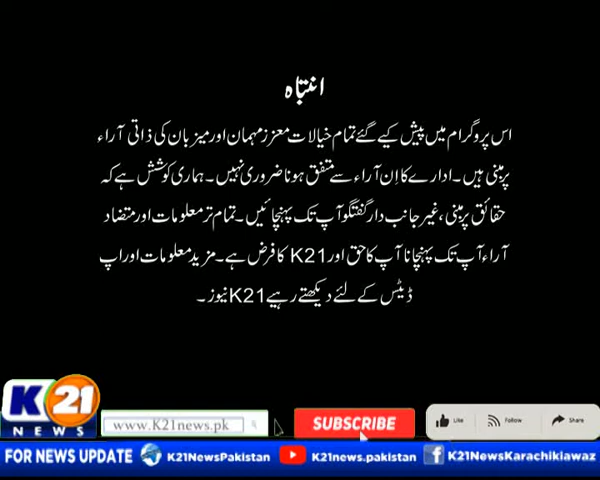 انتباہ
اس پروگرام میں پیش کیے گئے تمام خیالات معزز مہمان اور میزبان کی ذاتی آراء
پر مبنی ہیں۔ ادارے کا اِن آراء سے متفق ہونا ضروری نہیں۔ ہماری کوشش ہے کہ
حقائق پر مبنی، غیر جانب دار گفتگو آپ تک پہنچائیں۔ تمام تر معلومات اور متضاد
آراء آپ تک پہنچانا آپ کا حق اور K21 کا فرض ہے۔ مزید معلومات اور اپ
ڈیٹس کے لئے دیکھتے رہیے K21 نیوز۔
K21
NEWS
www.K21news.pk
SUBSCRIBE
Like
Follow
Share
FOR NEWS UPDATE K21NewsPakistan K21news.pakistan K21NewsKarachikiawaz